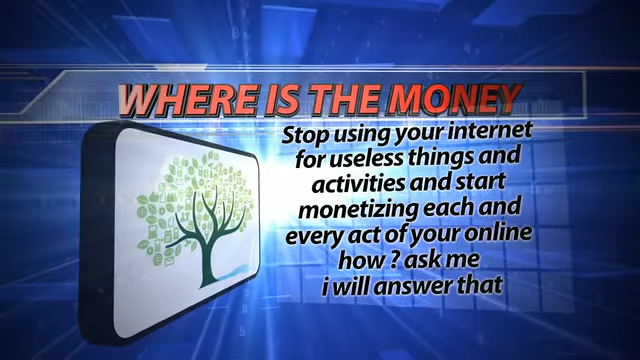 WHERE IS THE MONEY
Stop using your internet
for useless things and
activities and start
monetizing each and
every act of your online
how ? ask me
i will answer that